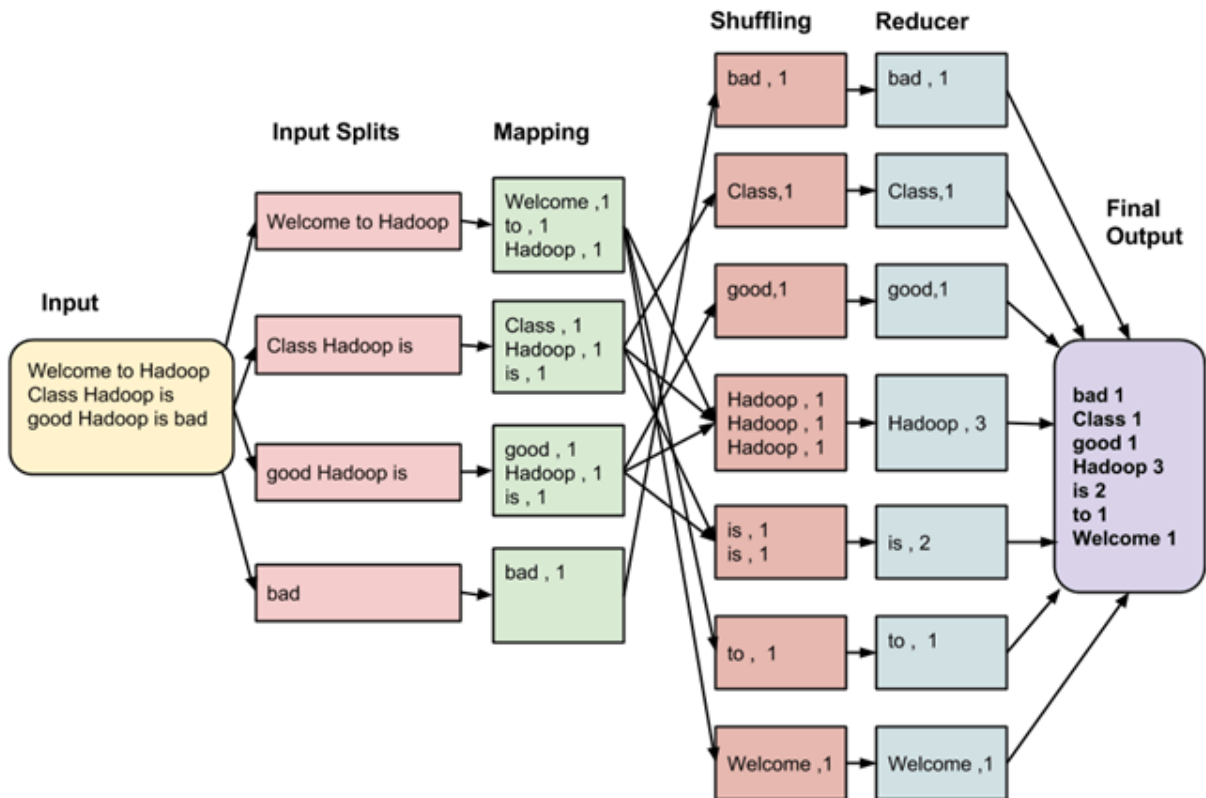 Input
Welcome to Hadoop
Class Hadoop is
good Hadoop is bad
Input Splits
Welcome to Hadoop
Class Hadoop is
good Hadoop is
bad
Mapping
Welcome ,1
to , 1
Hadoop , 1
Class , 1
Hadoop , 1
is , 1
good , 1
Hadoop , 1
is , 1
bad , 1
Shuffling
bad , 1
Class,1
good,1
Hadoop , 1
Hadoop , 1
Hadoop , 1
is , 1
is , 1
to , 1
Welcome ,1
Reducer
bad , 1
Class,1
good,1
Hadoop , 3
is , 2
to , 1
Welcome ,1
Final
Output
bad 1
Class 1
good 1
Hadoop 3
is 2
to 1
Welcome 1